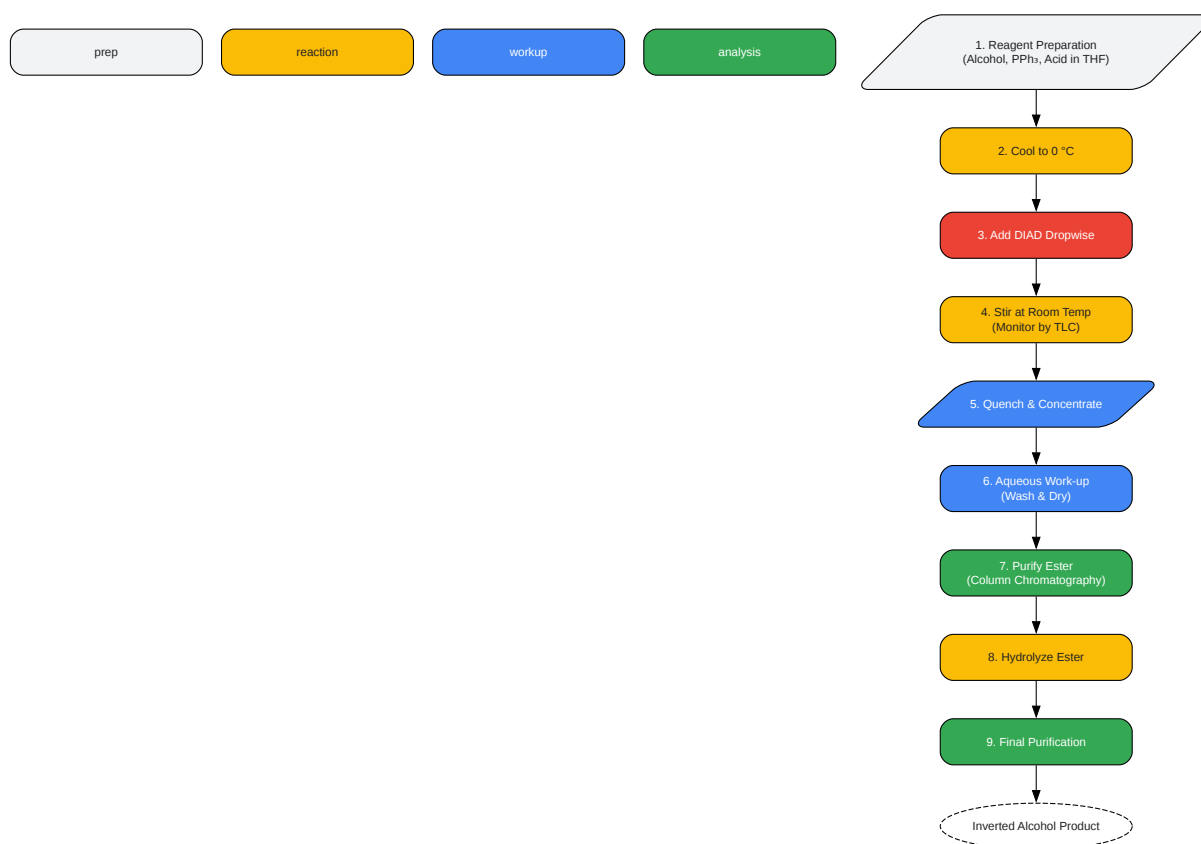 prep
reaction
workup
analysis
1. Reagent Preparation
(Alcohol, PPh₃, Acid in THF)
2. Cool to 0 °C
3. Add DIAD Dropwise
4. Stir at Room Temp
(Monitor by TLC)
5. Quench & Concentrate
6. Aqueous Work-up
(Wash & Dry)
7. Purify Ester
(Column Chromatography)
8. Hydrolyze Ester
9. Final Purification
Inverted Alcohol Product